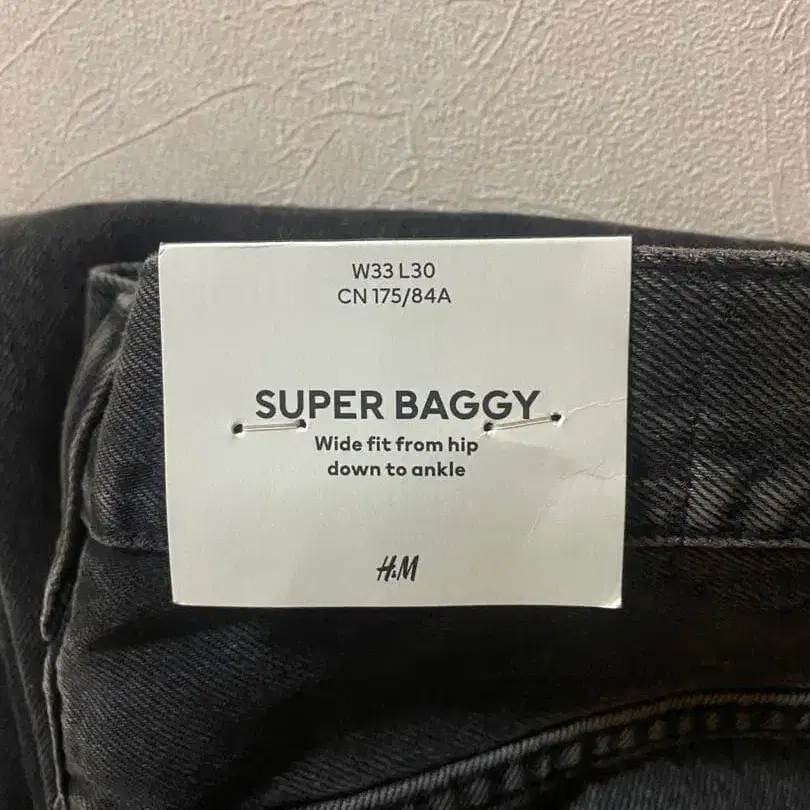 W33 L30
CN 175/84A
SUPER BAGGY
Wide fit from hip
down to ankle
H&M